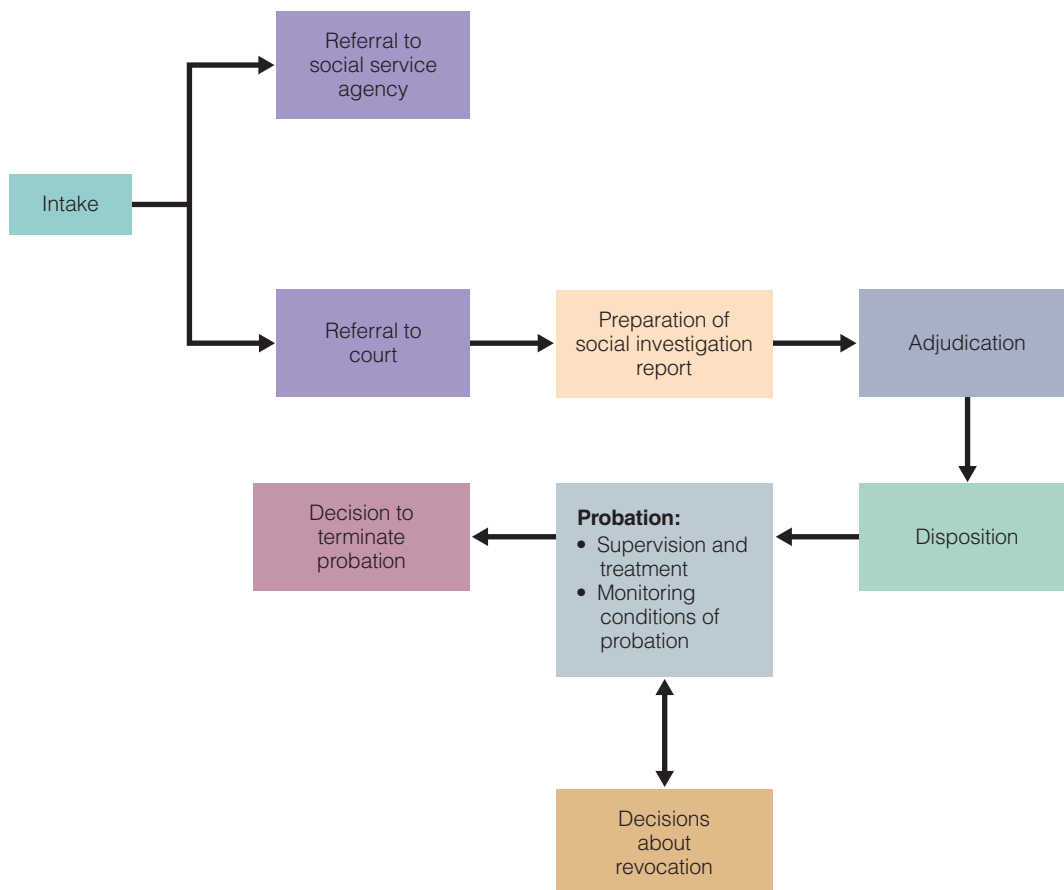 Referral to
social service
agency
Intake
Referral to
court
Preparation of
social investigation
report
Adjudication
Decision to
terminate
probation
Probation:
• Supervision and
treatment
• Monitoring
conditions of
probation
Disposition
Decisions
about
revocation